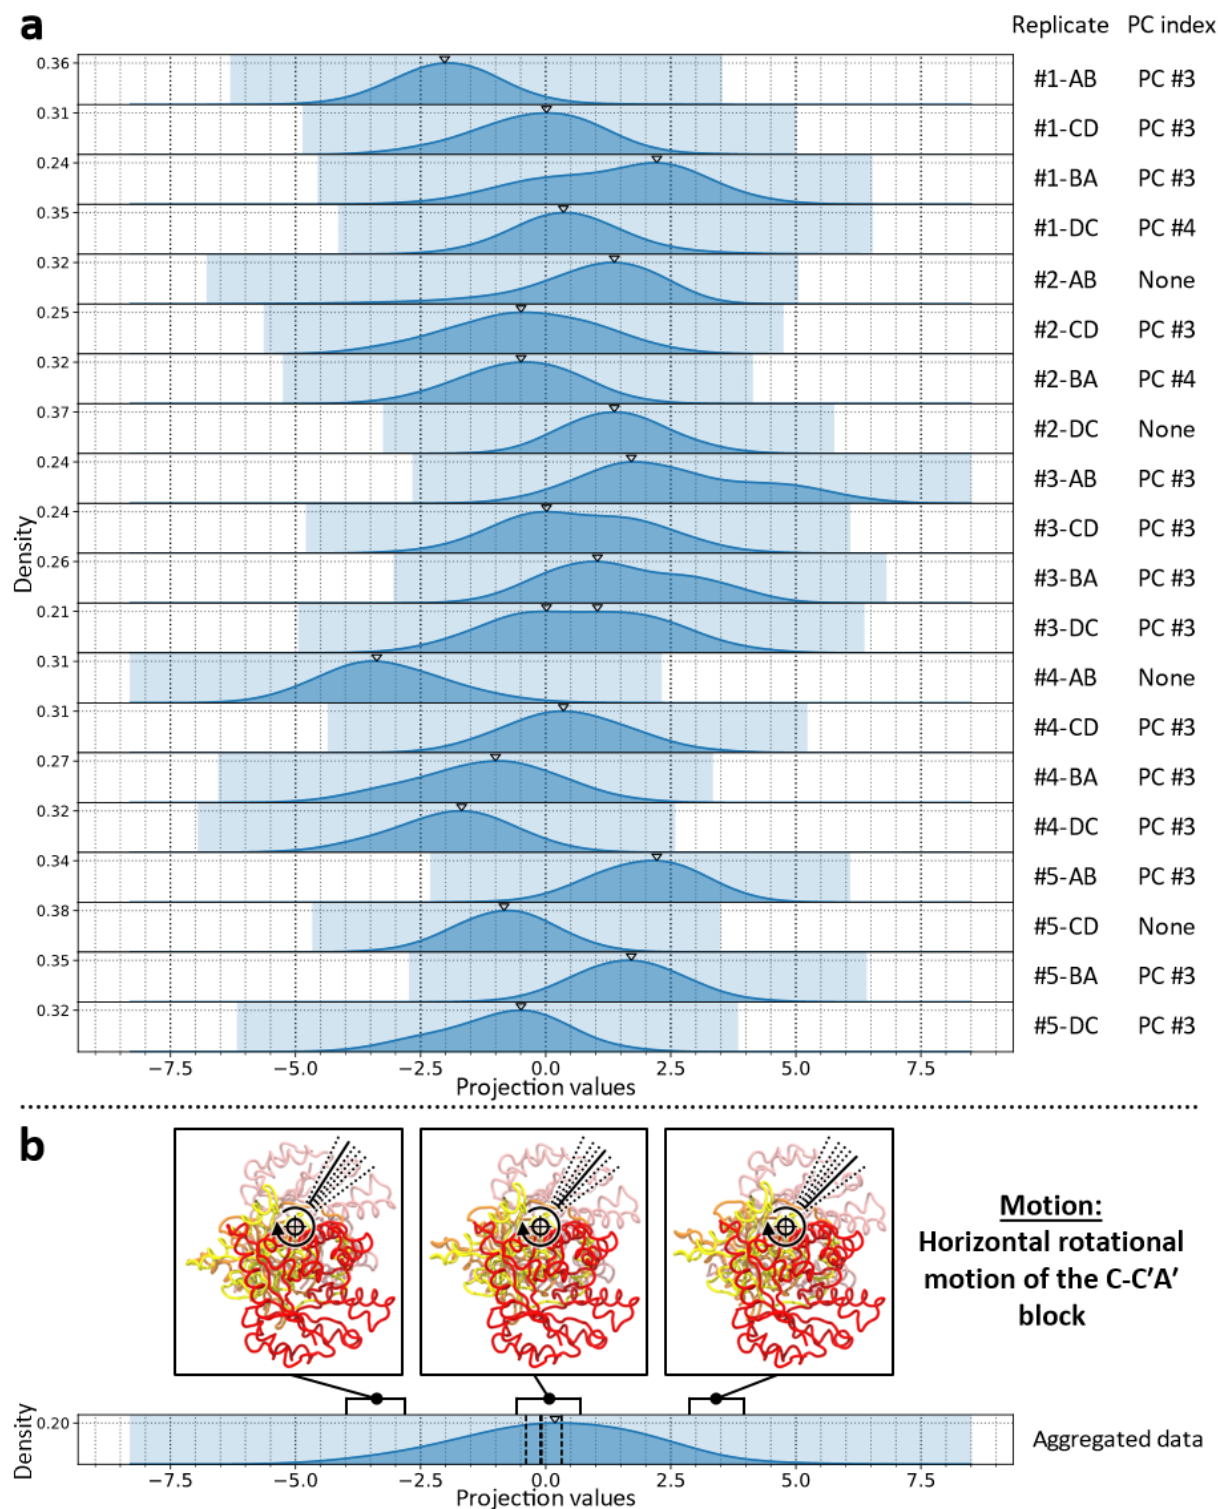 a
Replicate PC index
0.36 #1-AB PC #3
0.31 #1-CD PC #3
0.24 #1-BA PC #3
0.35 #1-DC PC #4
0.32 #2-AB None
0.25 #2-CD PC #3
0.32 #2-BA PC #4
0.37 #2-DC None
0.24 #3-AB PC #3
0.24 #3-CD PC #3
0.26 #3-BA PC #3
0.21 #3-DC PC #3
0.31 #4-AB None
0.31 #4-CD PC #3
0.27 #4-BA PC #3
0.32 #4-DC PC #3
0.34 #5-AB PC #3
0.38 #5-CD None
0.35 #5-BA PC #3
0.32 #5-DC PC #3
Density
−7.5 −5.0 −2.5 0.0 2.5 5.0 7.5
Projection values
b
Motion:
Horizontal rotational
motion of the C-C’A’
block
Density
0.20
Aggregated data
−7.5 −5.0 −2.5 0.0 2.5 5.0 7.5
Projection values